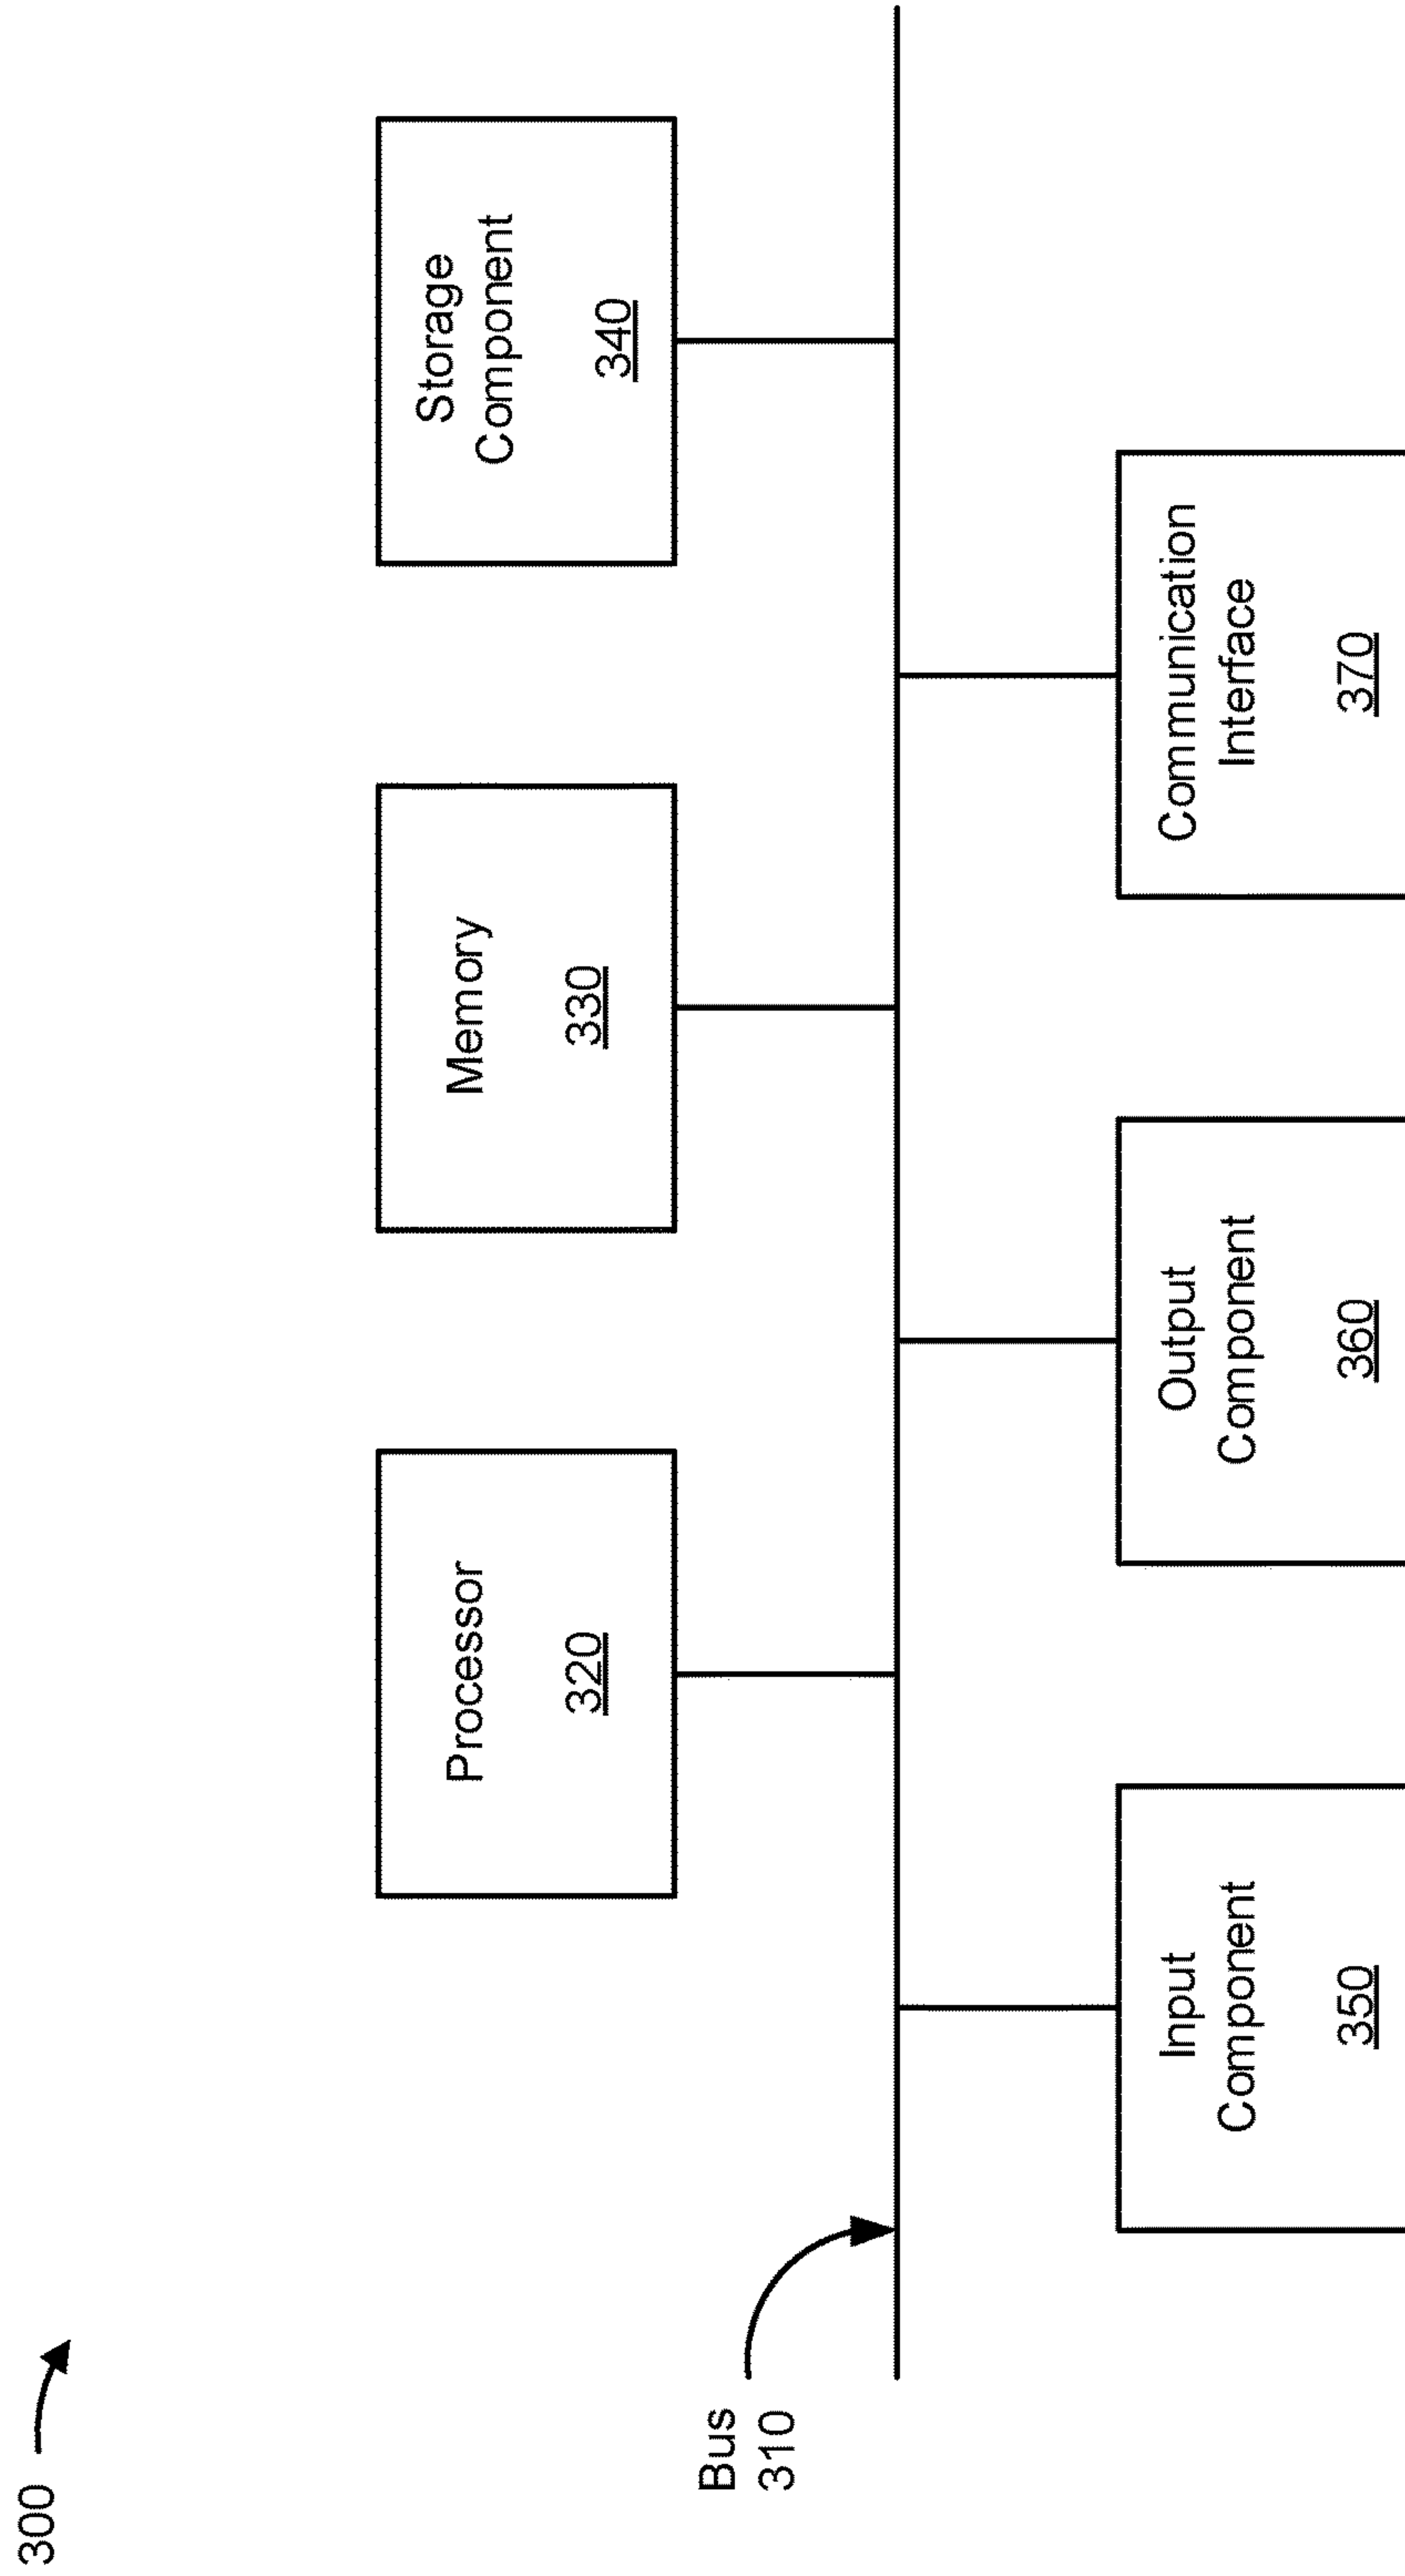 300
Processor
320
Memory
330
Storage
Component
340
Bus
310
Input
Component
350
Output
Component
360
Communication
Interface
370